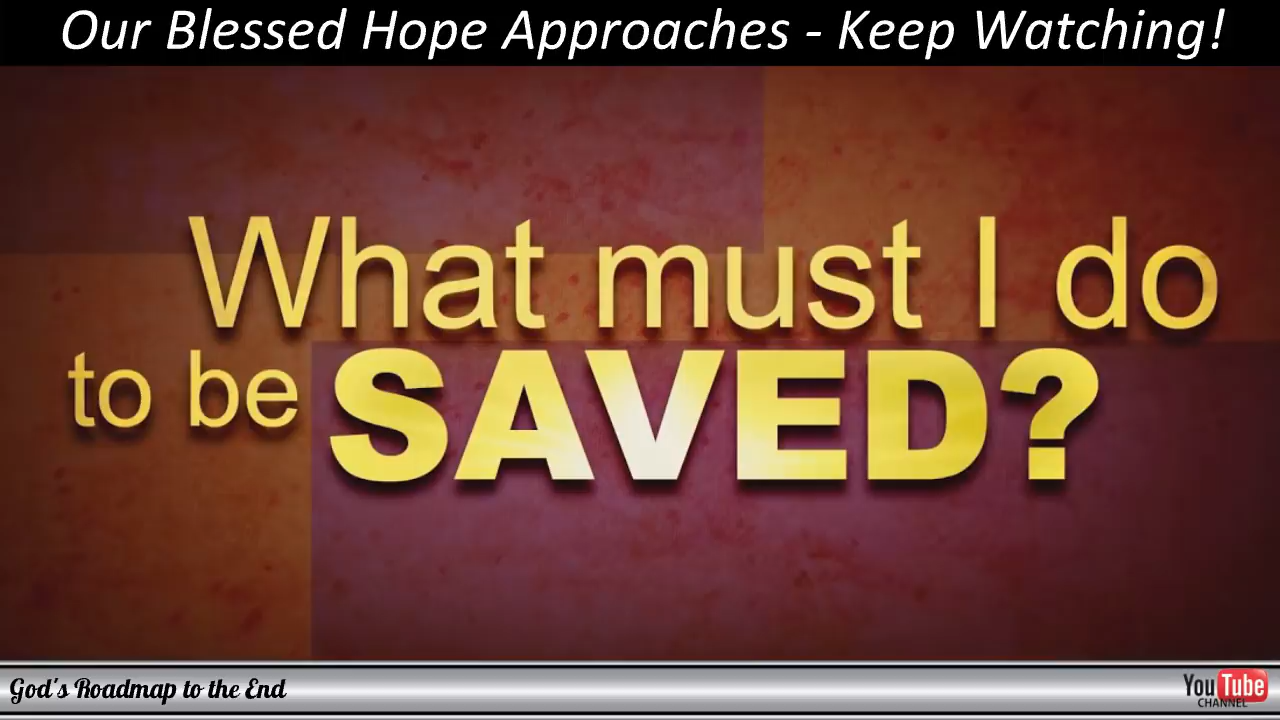 Our Blessed Hope Approaches - Keep Watching!
What must I do
to be SAVED?
God's Roadmap to the End
YouTube
CHANNEL